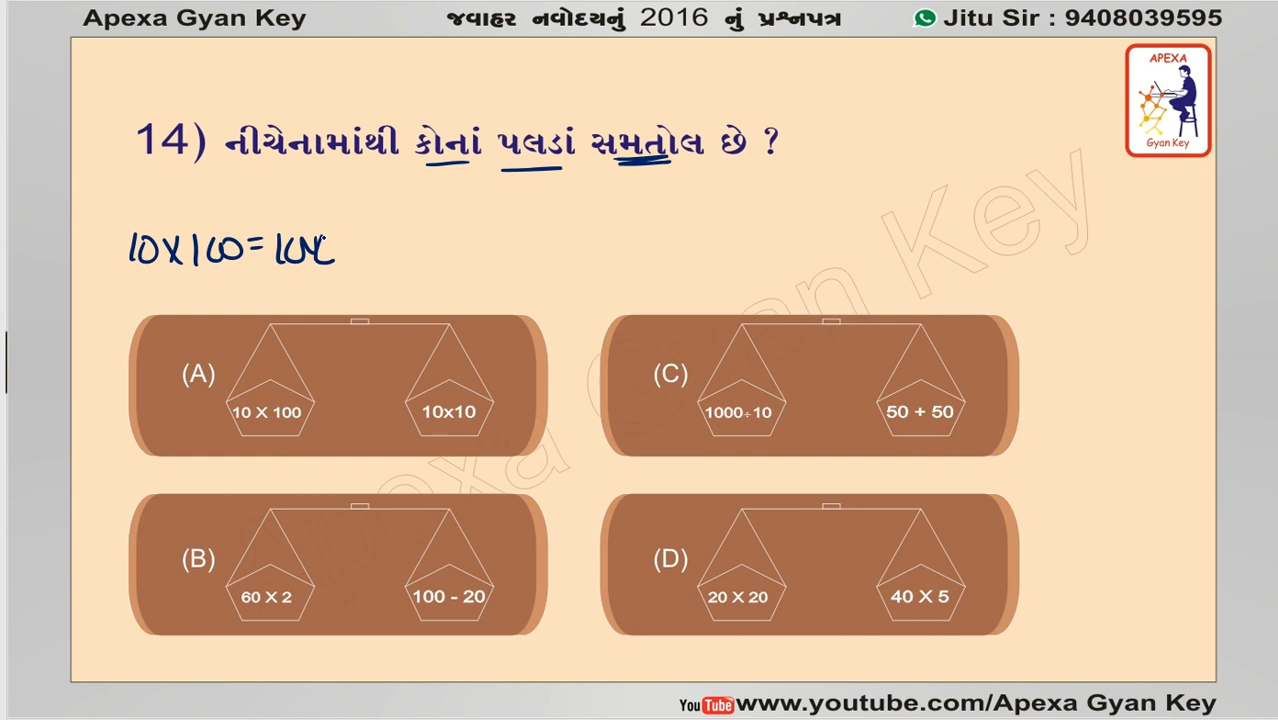 Apexa Gyan Key
જવાહર નવોદયનું 2016 નું પ્રશ્નપત્ર
Jitu Sir : 9408039595
APEXA
Gyan Key
14) નીચેનામાંથી કોનાં પલડાં સમતોલ છે ?
10X100=100
(A) 10 X 100 10x10
(C) 1000÷10 50 + 50
(B) 60 X 2 100 - 20
(D) 20 X 20 40 X 5
Apexa Gyan Key
YouTube www.youtube.com/Apexa Gyan Key